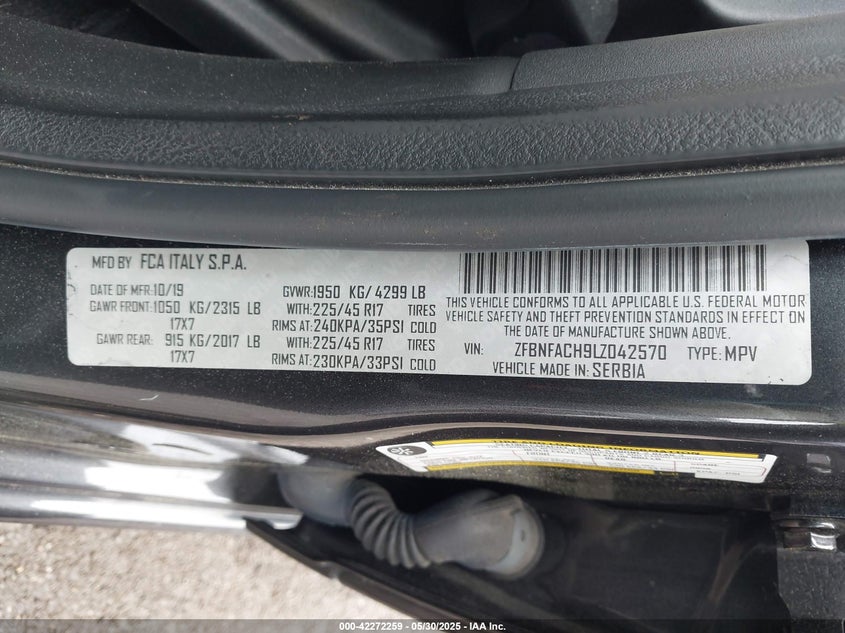 MFD BY FCA ITALY S.P.A.
DATE OF MFR: 10/19 GVWR: 1950 KG/ 4299 LB
GAWR FRONT: 1050 KG/ 2315 LB WITH: 225/45 R17 TIRES
17X7 RIMS AT: 240KPA/35PSI COLD
GAWR REAR: 915 KG/ 2017 LB WITH: 225/45 R17 TIRES
17X7 RIMS AT: 230KPA/33PSI COLD
THIS VEHICLE CONFORMS TO ALL APPLICABLE U.S. FEDERAL MOTOR
VEHICLE SAFETY AND THEFT PREVENTION STANDARDS IN EFFECT ON
THE DATE OF MANUFACTURE SHOWN ABOVE.
VIN: ZFBNFACH9LZ042570 TYPE: MPV
VEHICLE MADE IN: SERBIA
TIRE AND LOADING INFORMATION
000-42272259 — 05/30/2025 — IAA Inc.